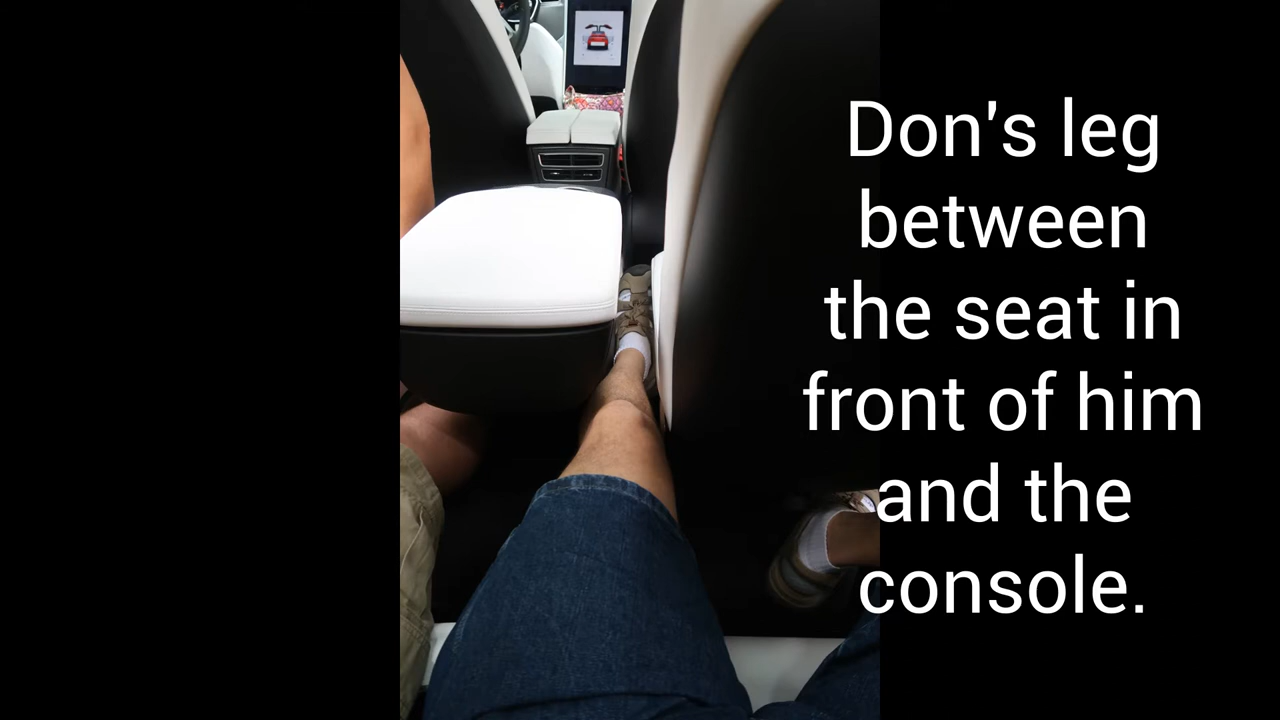 Don's leg
between
the seat in
front of him
and the
console.